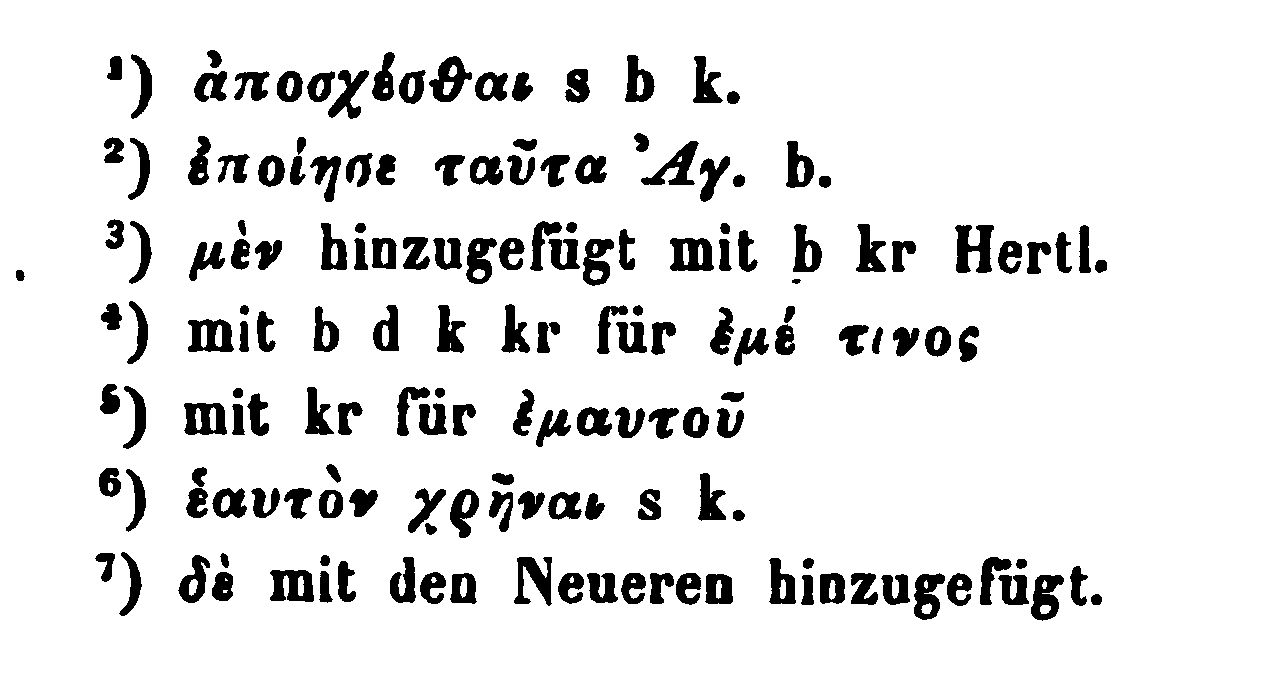 ¹) ἀποσχέσθαι s b k.
²) ἐποίησε ταῦτα Ἀγ. b.
³) μὲν hinzugefügt mit b kr Hertl.
⁴) mit b d k kr für ἐμέ τινος
⁵) mit kr für ἐμαυτοῦ
⁶) ἑαυτὸν χρῆναι s k.
⁷) δὲ mit den Neueren hinzugefügt.